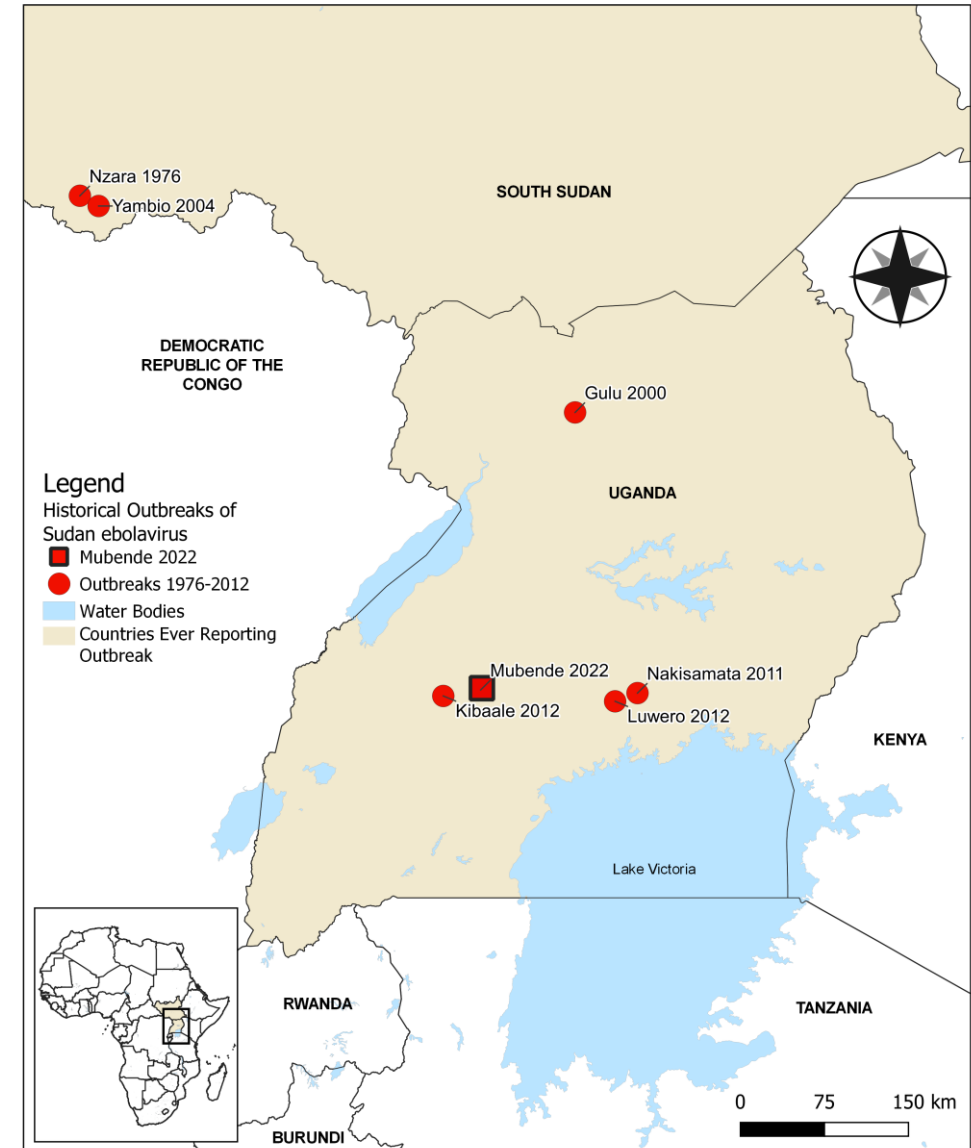 Nzara 1976
Yambio 2004
SOUTH SUDAN
DEMOCRATIC
REPUBLIC OF THE
CONGO
Gulu 2000
UGANDA
Legend
Historical Outbreaks of
Sudan ebolavirus
Mubende 2022
Outbreaks 1976-2012
Water Bodies
Countries Ever Reporting
Outbreak
Mubende 2022
Kibaale 2012
Nakisamata 2011
Luwero 2012
KENYA
Lake Victoria
RWANDA
TANZANIA
BURUNDI
0 75 150 km